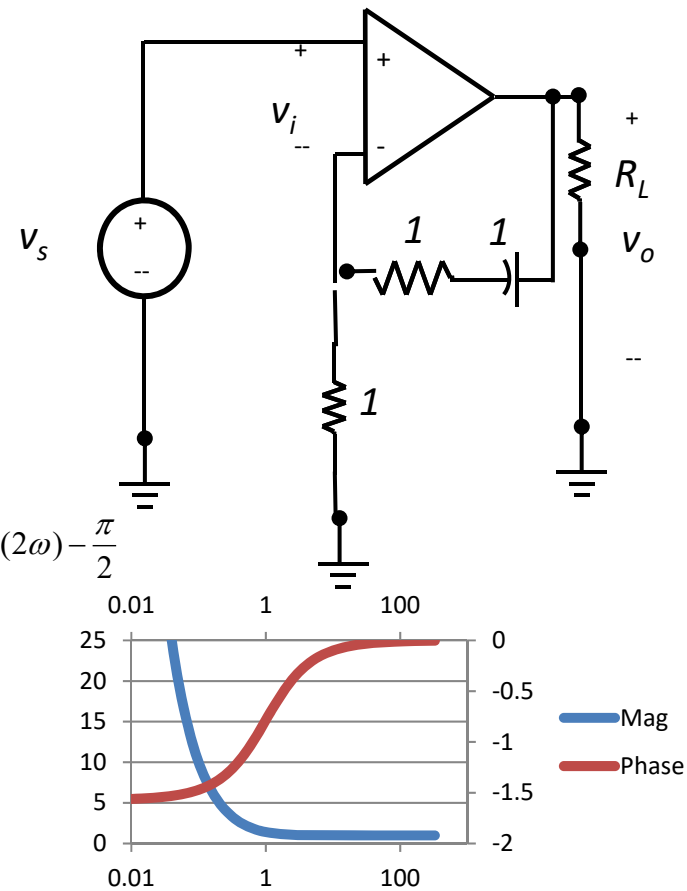 +
+
v_i
--
-
+
R_L
v_s
+
--
1
1
v_o
--
1
(2ω) − π/2
0.01 1 100
25
20
15
10
5
0
0
-0.5
-1
-1.5
-2
Mag
Phase
0.01 1 100